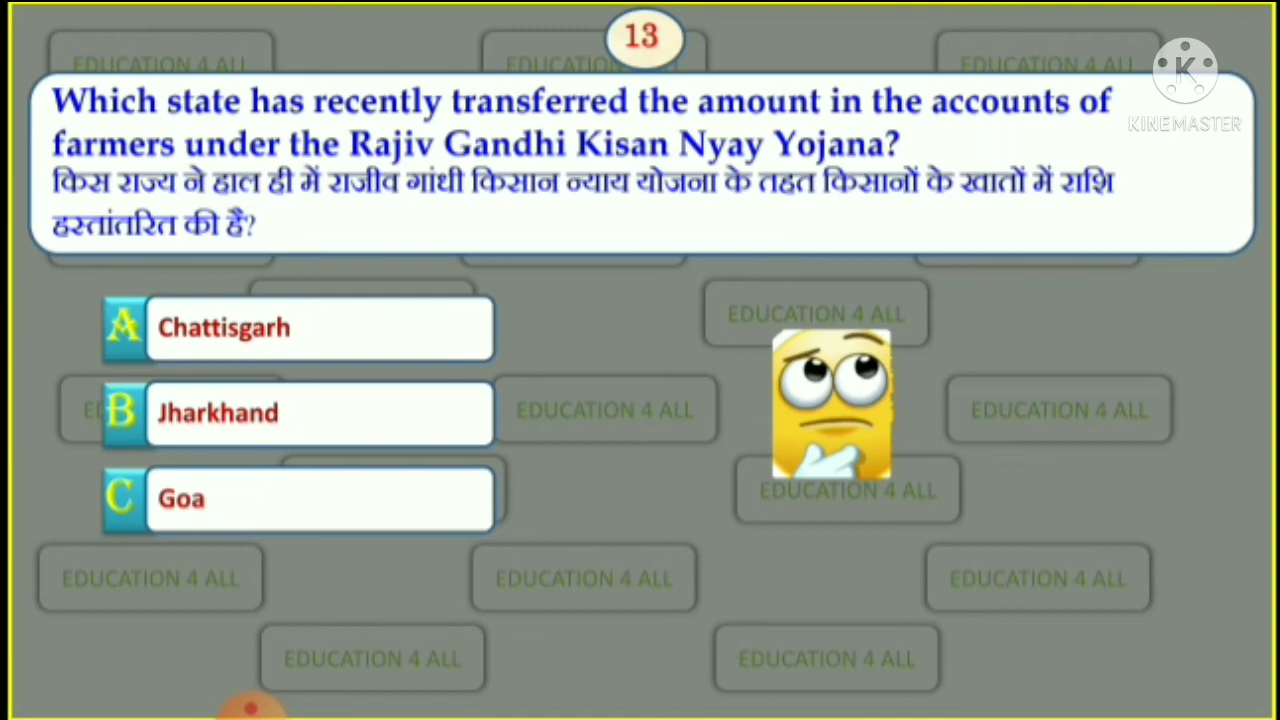 13
EDUCATION 4 ALL
EDUCATION 4 ALL
EDUCATION 4 ALL
KINEMASTER
Which state has recently transferred the amount in the accounts of
farmers under the Rajiv Gandhi Kisan Nyay Yojana?
किस राज्य ने हाल ही में राजीव गांधी किसान न्याय योजना के तहत किसानों के खातों में राशि
हस्तांतरित की है?
A Chattisgarh
EDUCATION 4 ALL
B Jharkhand
EDUCATION 4 ALL
EDUCATION 4 ALL
C Goa
EDUCATION 4 ALL
EDUCATION 4 ALL
EDUCATION 4 ALL
EDUCATION 4 ALL
EDUCATION 4 ALL
EDUCATION 4 ALL